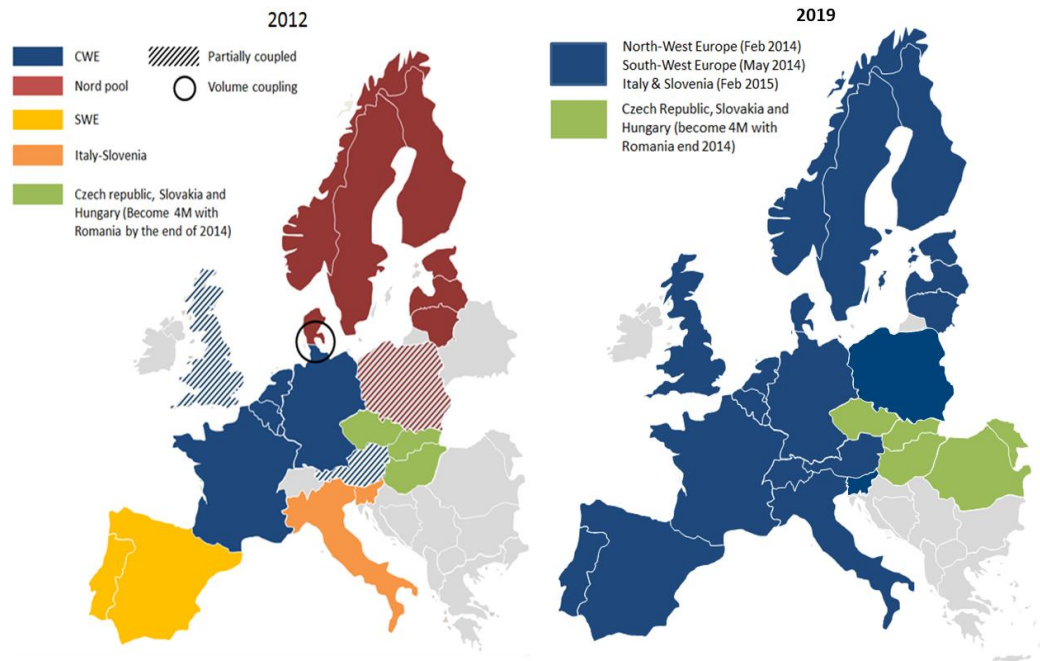 2012
CWE
Nord pool
SWE
Italy-Slovenia
Czech republic, Slovakia and
Hungary (Become 4M with
Romania by the end of 2014)
Partially coupled
Volume coupling
2019
North-West Europe (Feb 2014)
South-West Europe (May 2014)
Italy & Slovenia (Feb 2015)
Czech Republic, Slovakia and
Hungary (become 4M with
Romania end 2014)